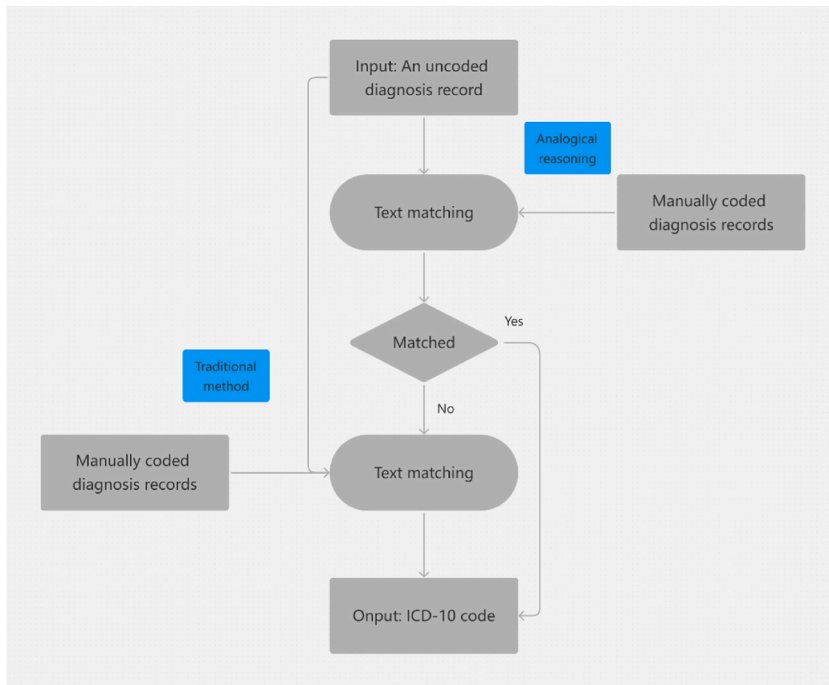 Input: An uncoded
diagnosis record
Analogical
reasoning
Text matching
Manually coded
diagnosis records
Matched
Yes
Traditional
method
No
Manually coded
diagnosis records
Text matching
Onput: ICD-10 code